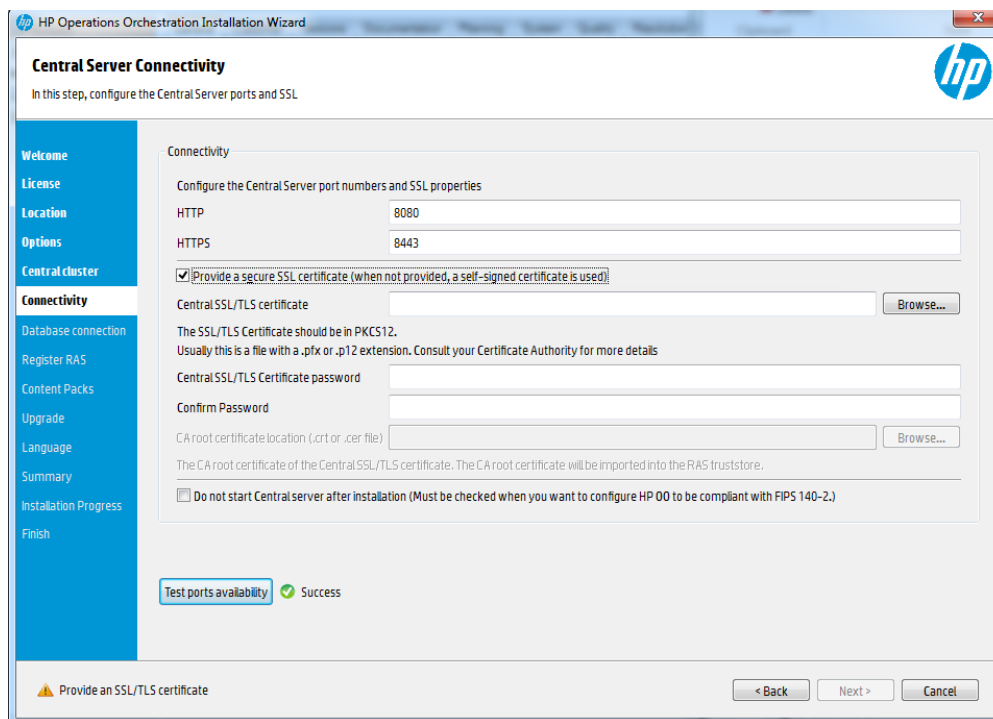 HP Operations Orchestration Installation Wizard
Central Server Connectivity
In this step, configure the Central Server ports and SSL
hp
Welcome
License
Location
Options
Central cluster
Connectivity
Database connection
Register RAS
Content Packs
Upgrade
Language
Summary
Installation Progress
Finish
Connectivity
Configure the Central Server port numbers and SSL properties
HTTP 8080
HTTPS 8443
Provide a secure SSL certificate (when not provided, a self-signed certificate is used)
Central SSL/TLS certificate Browse...
The SSL/TLS Certificate should be in PKCS12.
Usually this is a file with a .pfx or .p12 extension. Consult your Certificate Authority for more details
Central SSL/TLS Certificate password
Confirm Password
CA root certificate location (.crt or .cer file) Browse...
The CA root certificate of the Central SSL/TLS certificate. The CA root certificate will be imported into the RAS truststore.
Do not start Central server after installation (Must be checked when you want to configure HP OO to be compliant with FIPS 140-2.)
Test ports availability Success
Provide an SSL/TLS certificate
< Back Next > Cancel